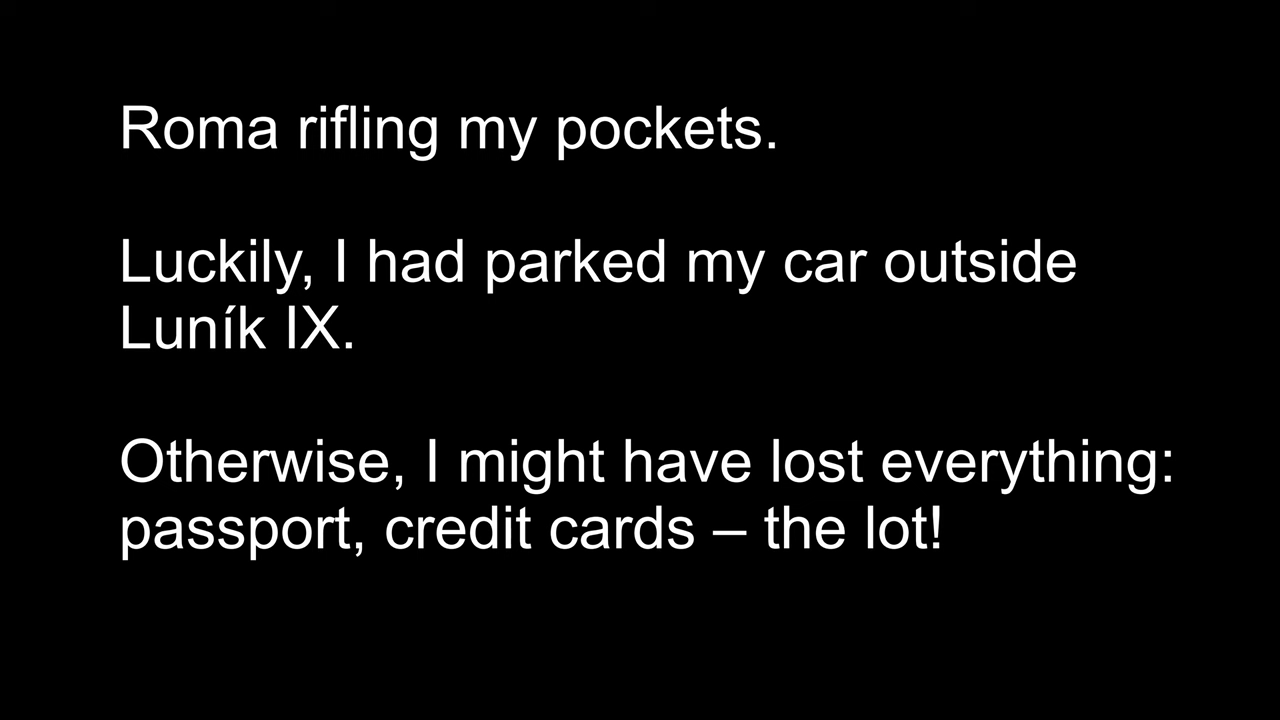 Roma rifling my pockets.
Luckily, I had parked my car outside
Luník IX.
Otherwise, I might have lost everything:
passport, credit cards – the lot!